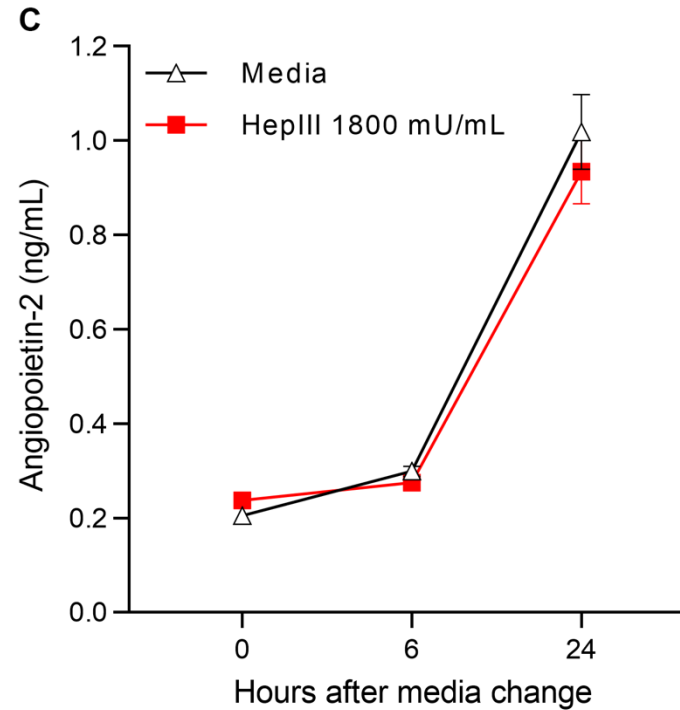 C
1.2
Media
HepIII 1800 mU/mL
1.0
0.8
0.6
0.4
0.2
0.0
Angiopoietin-2 (ng/mL)
0 6 24
Hours after media change